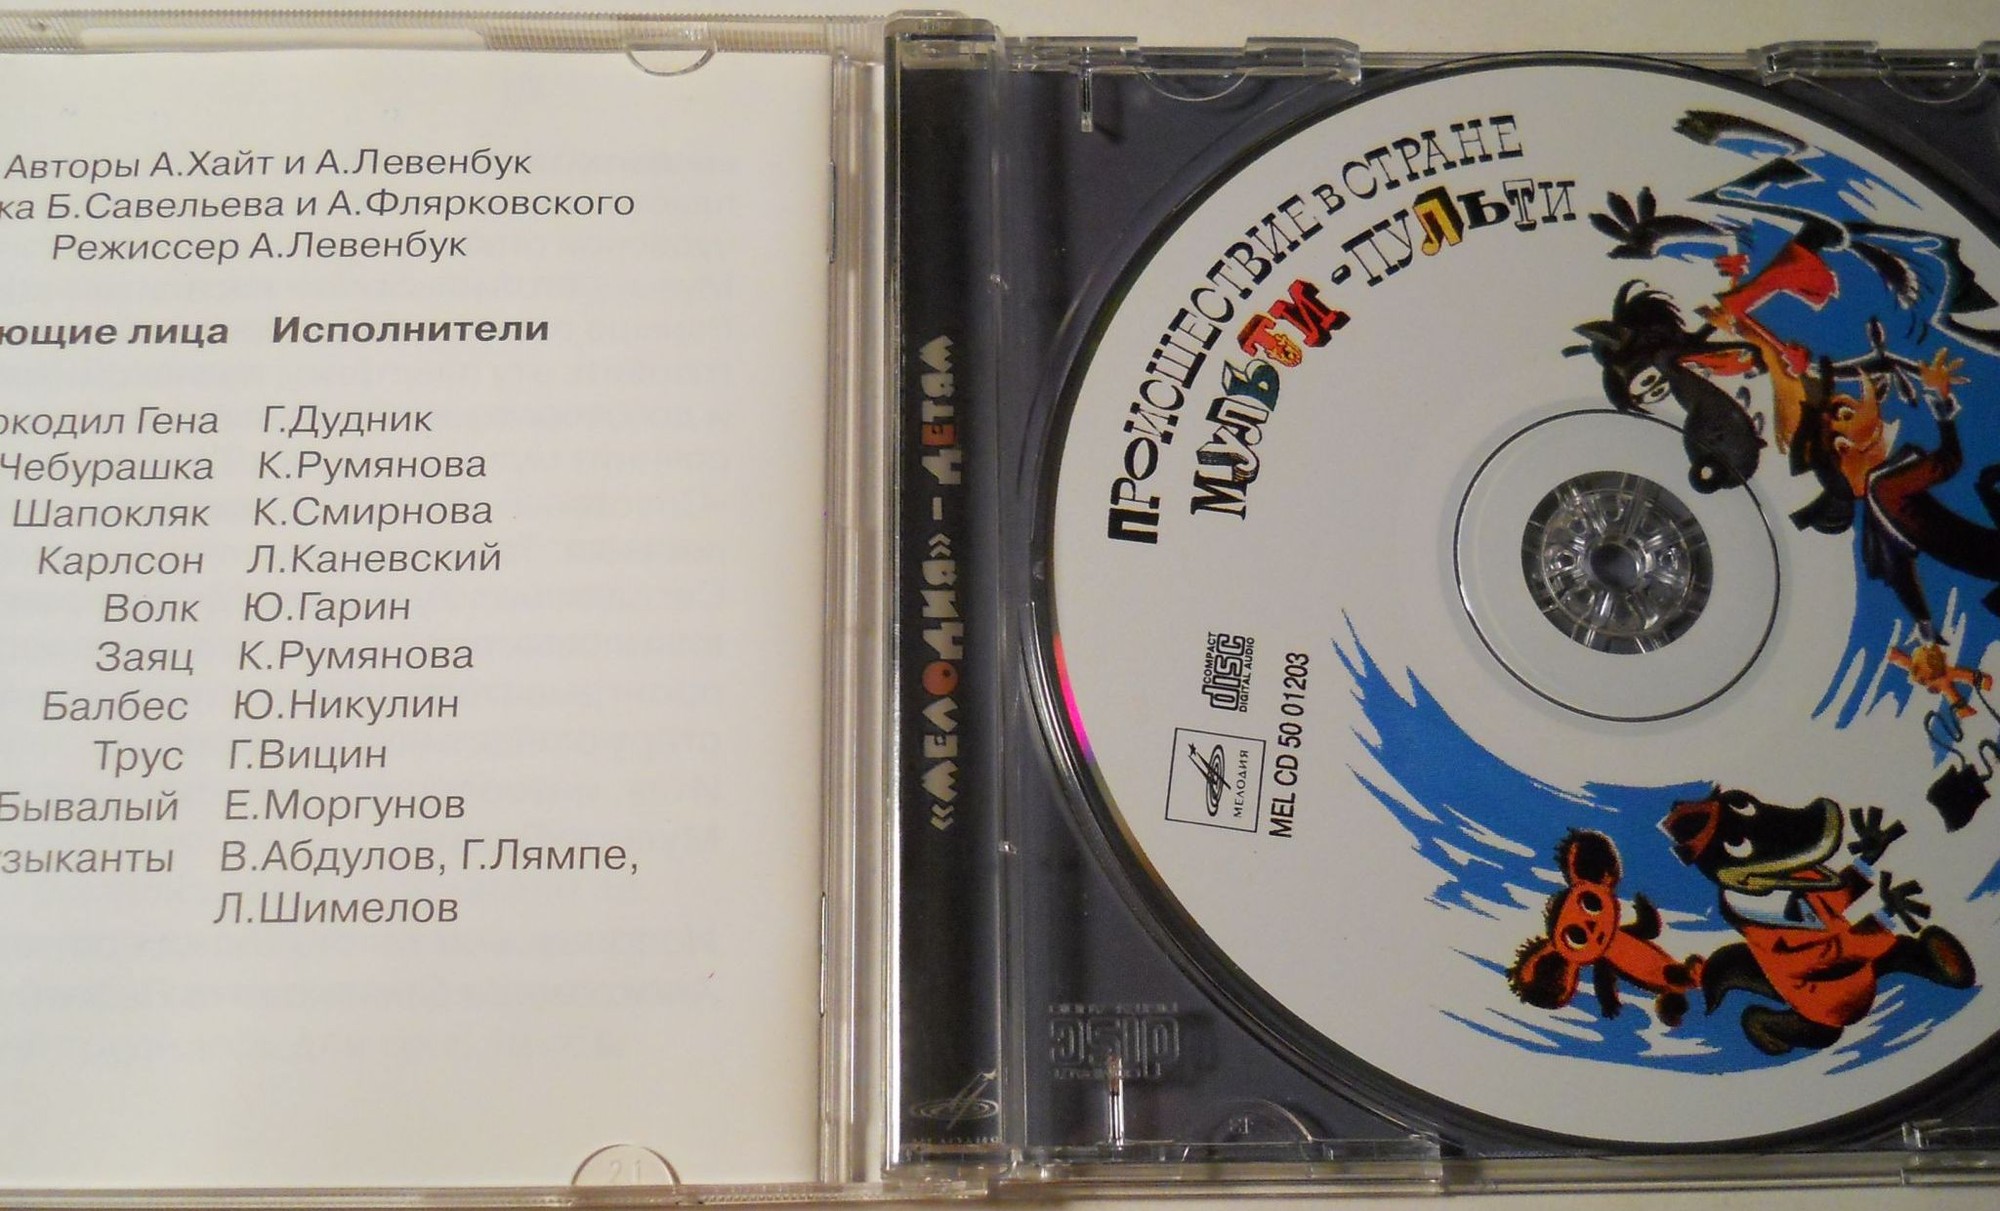 Авторы А.Хайт и А.Левенбук
ка Б.Савельева и А.Флярковского
Режиссер А.Левенбук
ющие лица Исполнители
окодил Гена Г.Дудник
Чебурашка К.Румянова
Шапокляк К.Смирнова
Карлсон Л.Каневский
Волк Ю.Гарин
Заяц К.Румянова
Балбес Ю.Никулин
Трус Г.Вицин
Бывалый Е.Моргунов
узыканты В.Абдулов, Г.Лямпе,
Л.Шимелов
21
«МЕЛОДИЯ» – ДЕТЯМ
ПРОИСШЕСТВИЕ В СТРАНЕ
МУЛЬТИ-ПУЛЬТИ
COMPACT
disc
DIGITAL AUDIO
МЕЛОДИЯ
MEL CD 50 01203